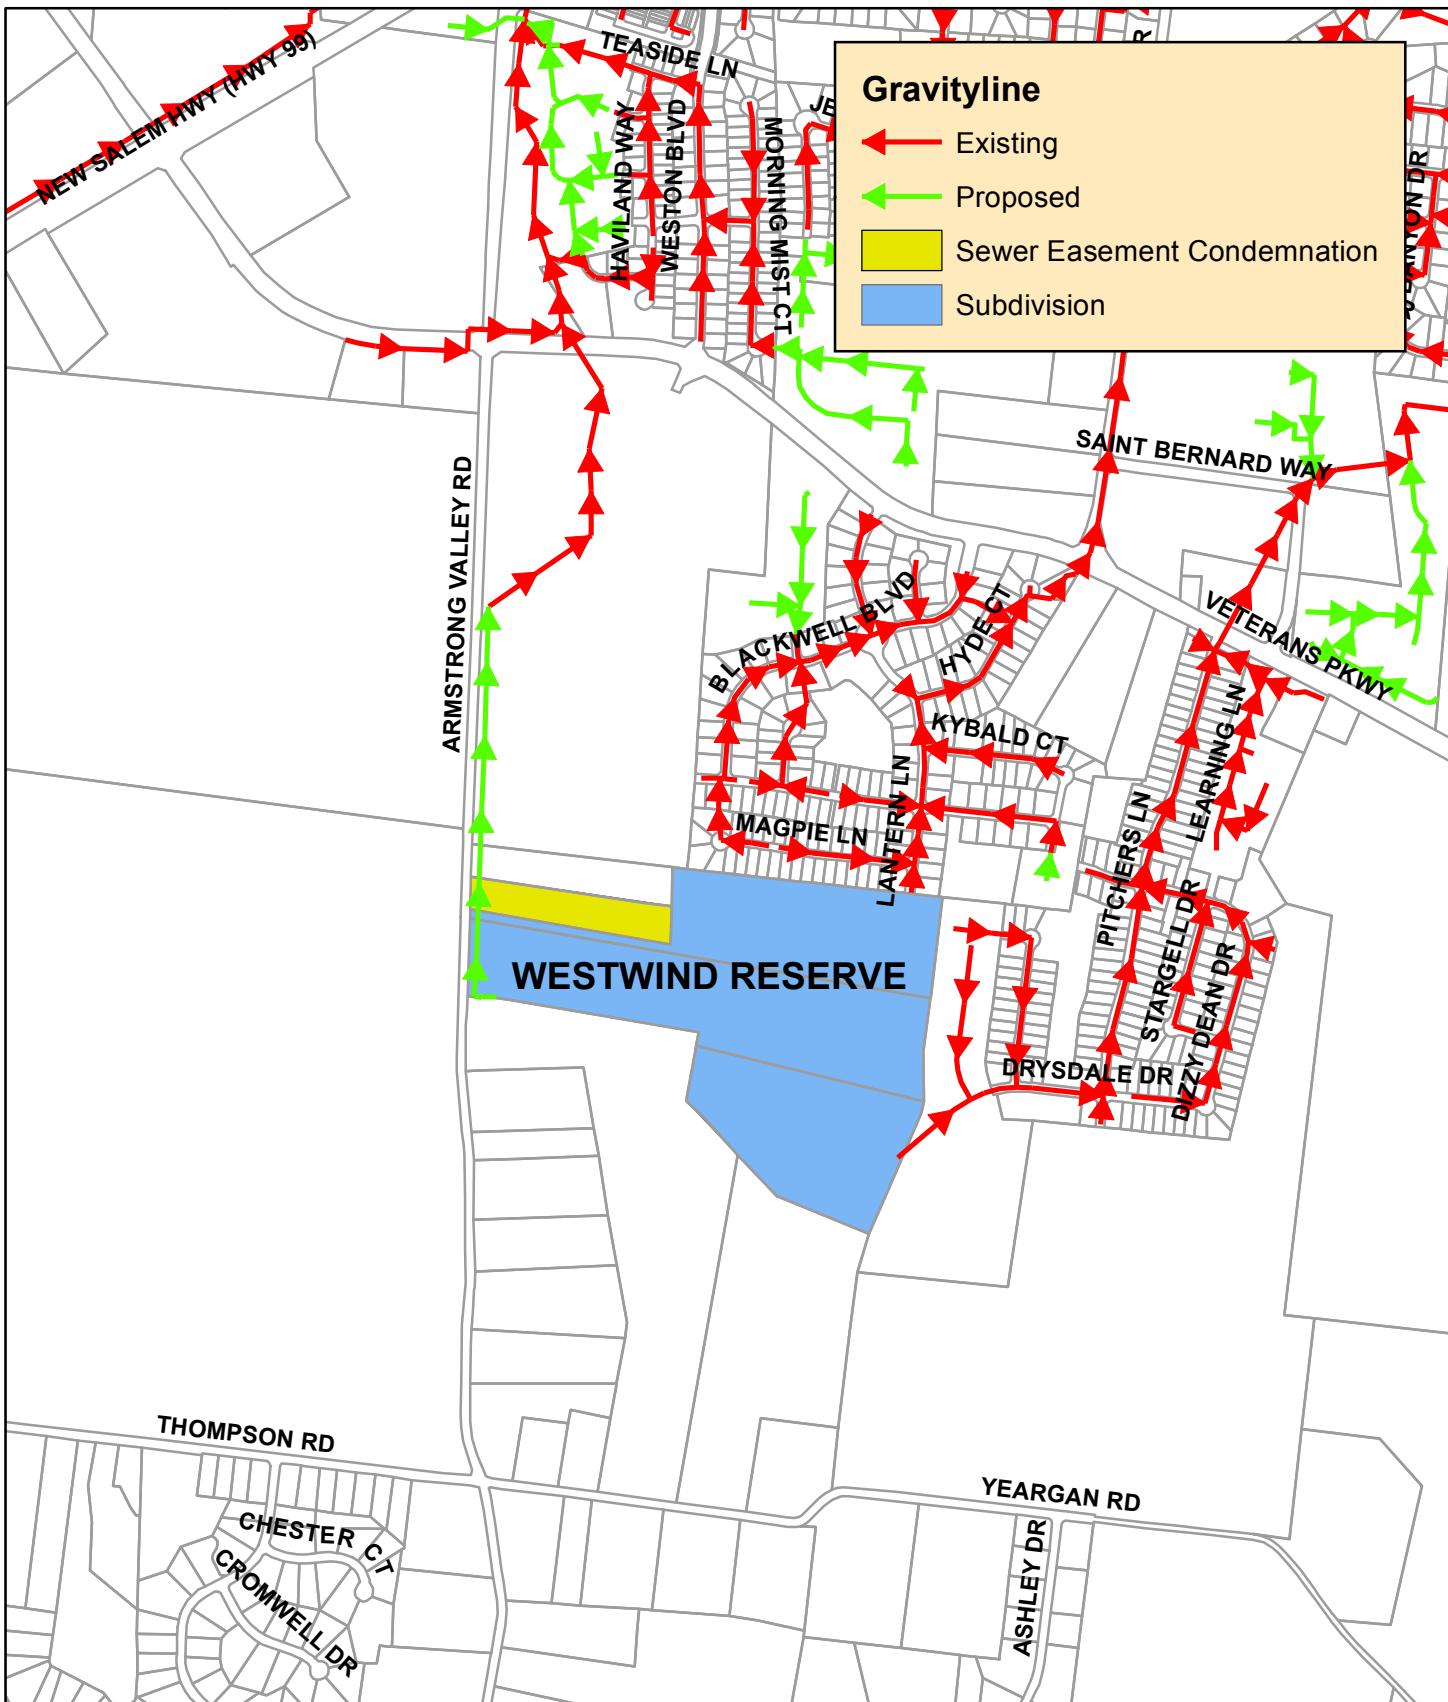 NEW SALEM HWY (HWY 99)
TEASIDE LN
HAVILAND WAY
WESTON BLVD
MORNING MIST CT
Gravityline
Existing
Proposed
Sewer Easement Condemnation
Subdivision
SAINT BERNARD WAY
ARMSTRONG VALLEY RD
BLACKWELL BLVD
HYDE CT
VETERANS PKWY
KYBALD CT
LEARNING LN
LANTERN LN
MAGPIE LN
PITCHERS LN
STARGELL DR
DIZZY DEAN DR
WESTWIND RESERVE
DRYSDALE DR
THOMPSON RD
YEARGAN RD
CHESTER CT
CROMWELL DR
ASHLEY DR